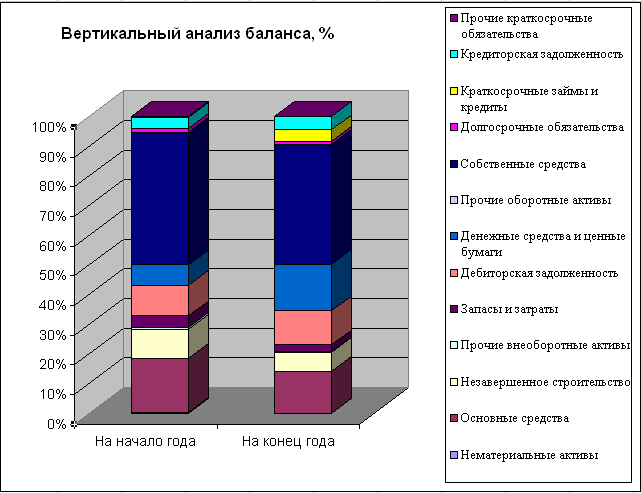 Вертикальный анализ баланса, %
100%
90%
80%
70%
60%
50%
40%
30%
20%
10%
0%
На начало года
На конец года
Прочие краткосрочные
обязательства
Кредиторская задолженность
Краткосрочные займы и
кредиты
Долгосрочные обязательства
Собственные средства
Прочие оборотные активы
Денежные средства и ценные
бумаги
Дебиторская задолженность
Запасы и затраты
Прочие внеоборотные активы
Незавершенное строительство
Основные средства
Нематериальные активы